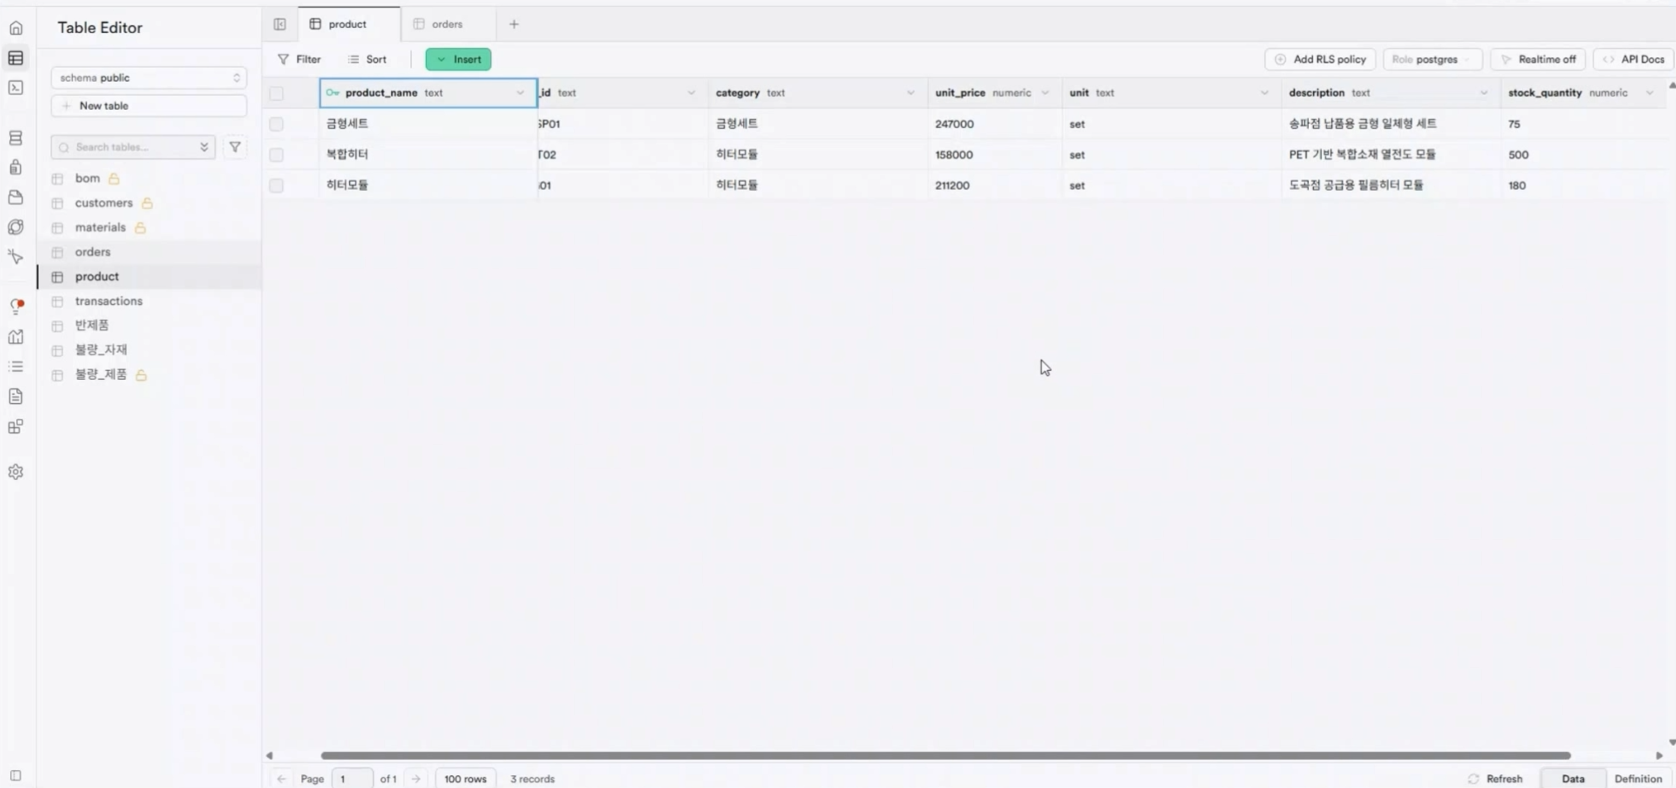 Table Editor
product
orders
Filter
Sort
Insert
Add RLS policy
Role postgres
Realtime off
API Docs
schema public
New table
Search tables...
bom
customers
materials
orders
product
transactions
반제품
불량_자재
불량_제품
product_name text _id text category text unit_price numeric unit text description text stock_quantity numeric
금형세트 SP01 금형세트 247000 set 송파점 납품용 금형 일제형 세트 75
복합히터 T02 히터모듈 158000 set PET 기반 복합소재 열전도 모듈 500
히터모듈 01 히터모듈 211200 set 도곡점 공급용 필름히터 모듈 180
Page 1 of 1 100 rows 3 records
Refresh Data Definition